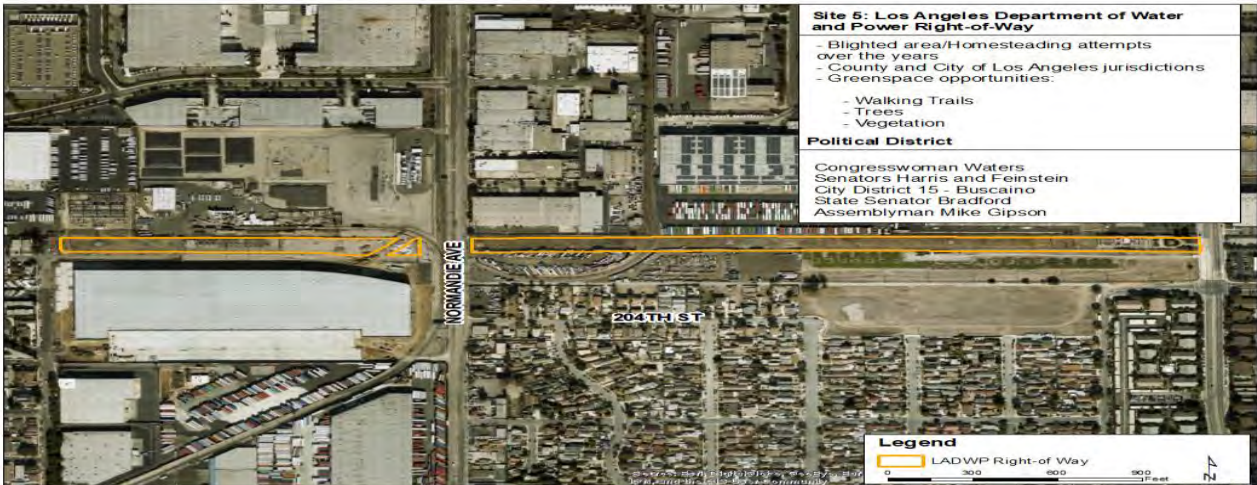 Site 5: Los Angeles Department of Water
and Power Right-of-Way
- Blighted area/Homesteading attempts
over the years
- County and City of Los Angeles jurisdictions
- Greenspace opportunities:
- Walking Trails
- Trees
- Vegetation
Political District
Congresswoman Waters
Senators Harris and Feinstein
City District 15 - Buscaino
State Senator Bradford
Assemblyman Mike Gipson
NORMANDIE AVE
204TH ST
Legend
LADWP Right-of Way
0 300 600 900
Feet
N